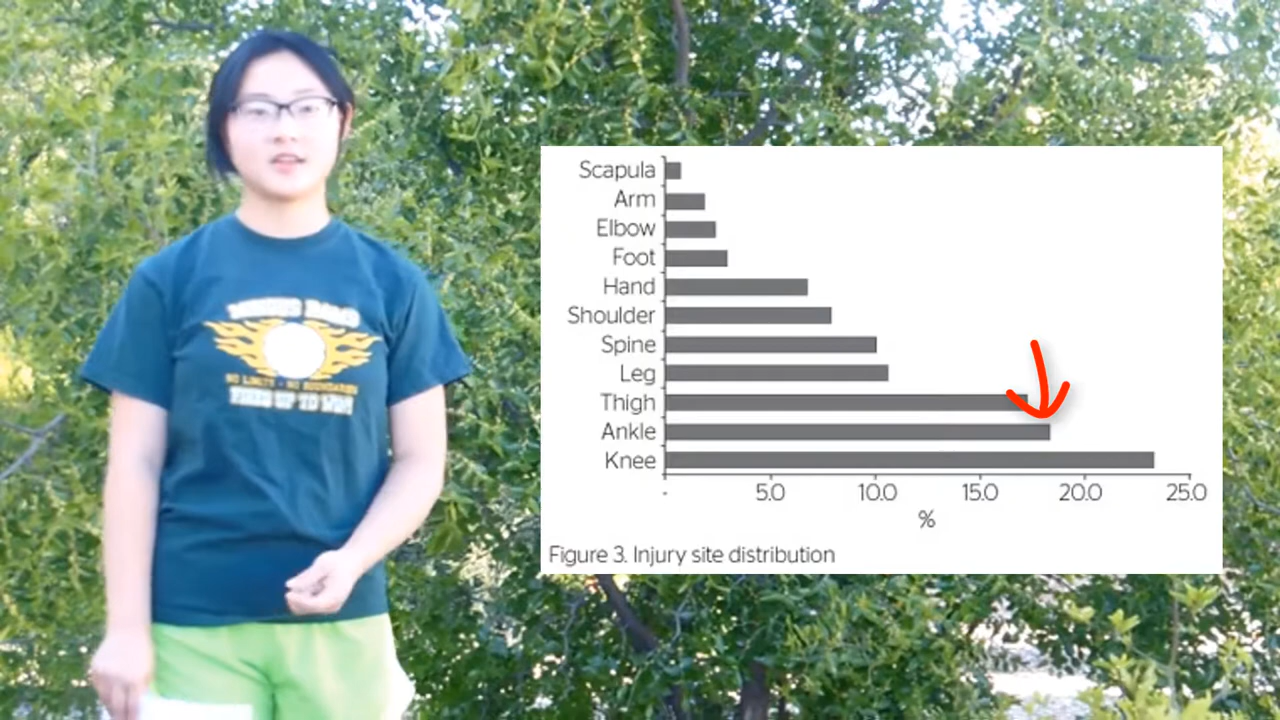 NO LIMITS - NO BOUNDARIES
FIRED UP TO WIN!
Scapula
Arm
Elbow
Foot
Hand
Shoulder
Spine
Leg
Thigh
Ankle
Knee
- 5.0 10.0 15.0 20.0 25.0
%
Figure 3. Injury site distribution